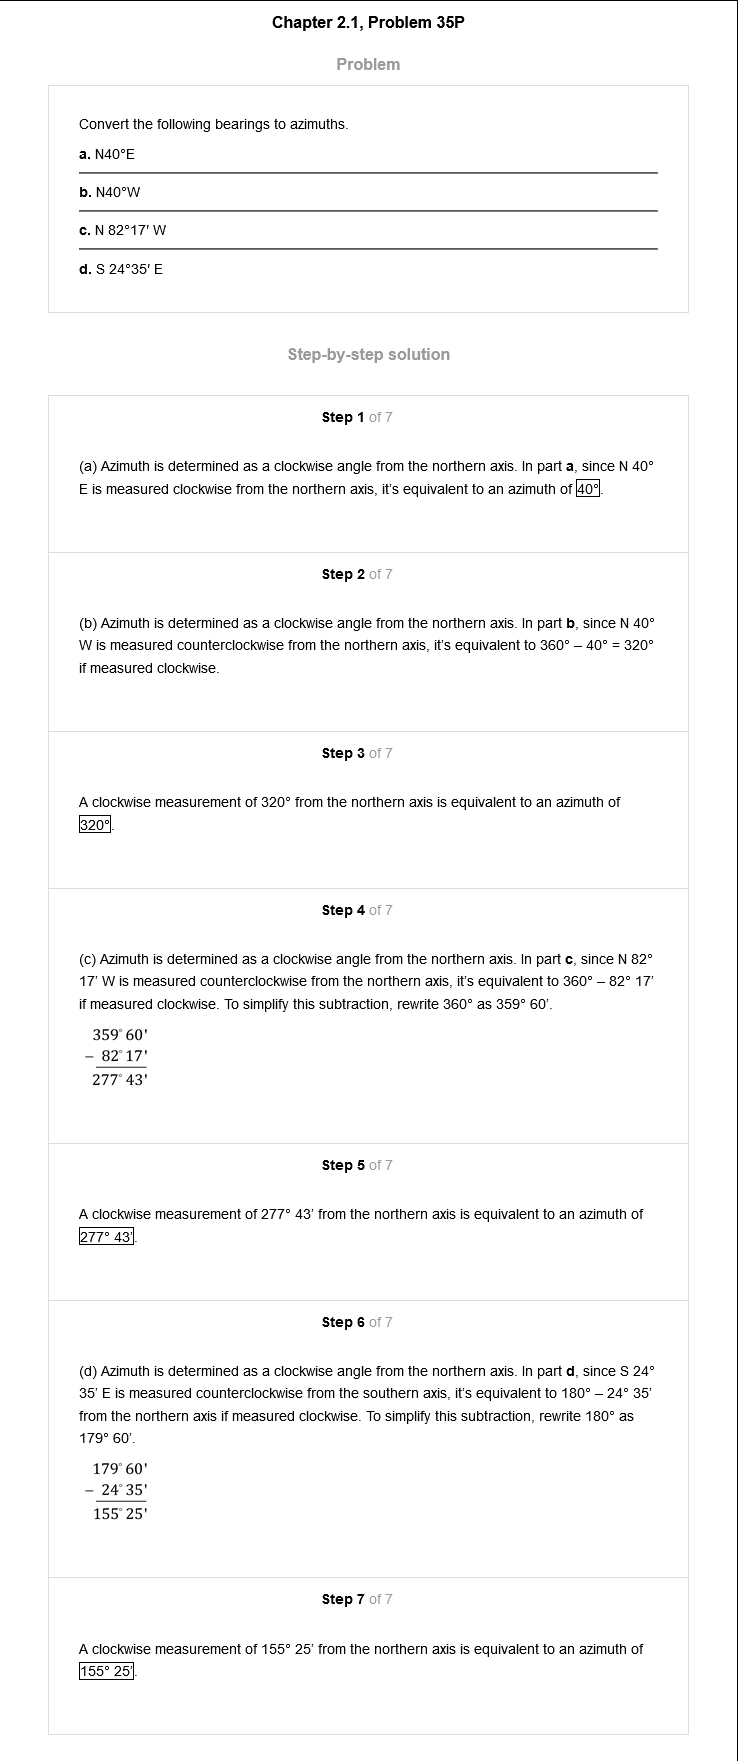 Chapter 2.1, Problem 35P
Problem
Convert the following bearings to azimuths.
a. N40°E
b. N40°W
c. N 82°17′ W
d. S 24°35′ E
Step-by-step solution
Step 1 of 7
(a) Azimuth is determined as a clockwise angle from the northern axis. In part a, since N 40°
E is measured clockwise from the northern axis, it's equivalent to an azimuth of 40°.
Step 2 of 7
(b) Azimuth is determined as a clockwise angle from the northern axis. In part b, since N 40°
W is measured counterclockwise from the northern axis, it's equivalent to 360° – 40° = 320°
if measured clockwise.
Step 3 of 7
A clockwise measurement of 320° from the northern axis is equivalent to an azimuth of
320°.
Step 4 of 7
(c) Azimuth is determined as a clockwise angle from the northern axis. In part c, since N 82°
17′ W is measured counterclockwise from the northern axis, it's equivalent to 360° – 82° 17′
if measured clockwise. To simplify this subtraction, rewrite 360° as 359° 60′.
359° 60'
– 82° 17'
277° 43'
Step 5 of 7
A clockwise measurement of 277° 43′ from the northern axis is equivalent to an azimuth of
277° 43′.
Step 6 of 7
(d) Azimuth is determined as a clockwise angle from the northern axis. In part d, since S 24°
35′ E is measured counterclockwise from the southern axis, it's equivalent to 180° – 24° 35′
from the northern axis if measured clockwise. To simplify this subtraction, rewrite 180° as
179° 60′.
179° 60'
– 24° 35'
155° 25'
Step 7 of 7
A clockwise measurement of 155° 25′ from the northern axis is equivalent to an azimuth of
155° 25′.